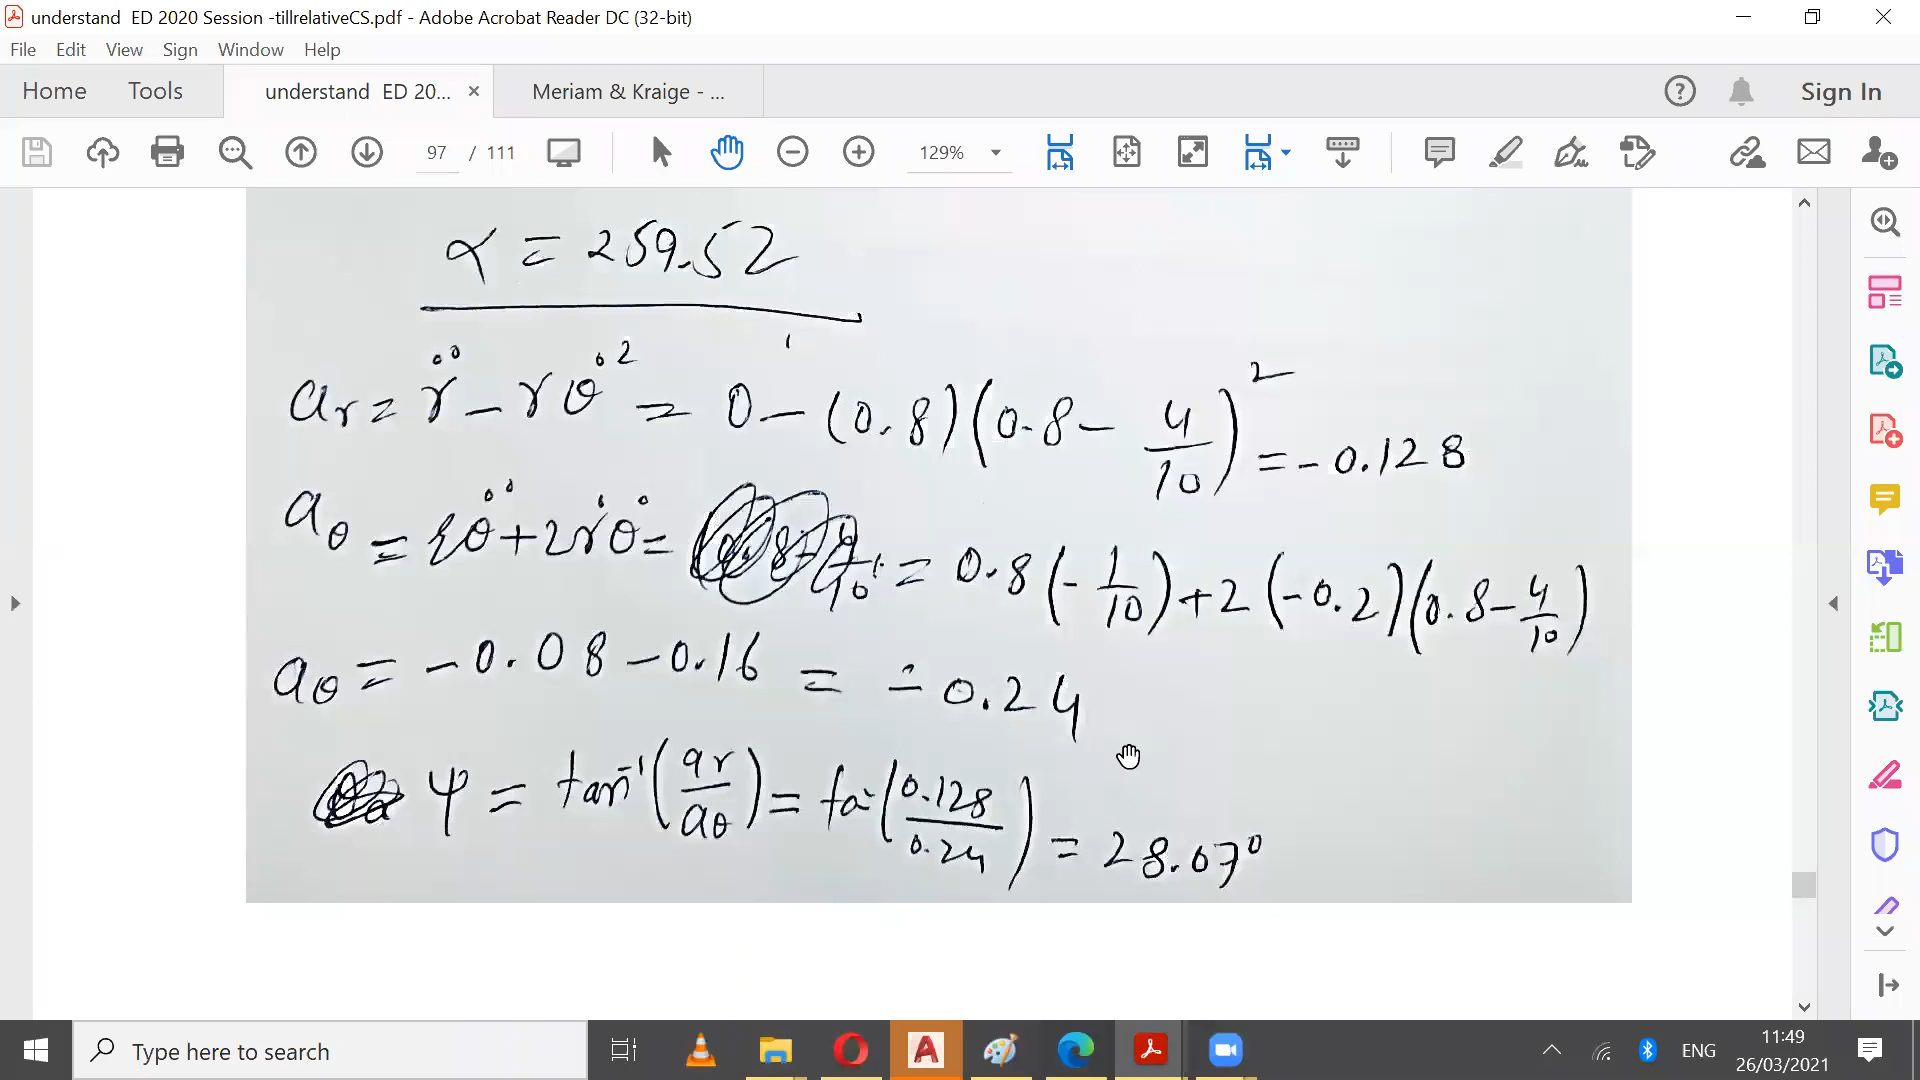 understand ED 2020 Session -tillrelativeCS.pdf - Adobe Acrobat Reader DC (32-bit)
File Edit View Sign Window Help
Home Tools understand ED 20... × Meriam & Kraige - ... Sign In
97 / 111 129%
α = 259.52
ar = r̈ - rθ̇² = 0 - (0.8)(0.8 - 4/10)² = -0.128
aθ = rθ̈ + 2ṙθ̇ = = 0.8(-1/10) + 2(-0.2)(0.8 - 4/10)
aθ = -0.08 - 0.16 = -0.24
ψ = tan⁻¹(ar/aθ) = ta⁻(0.128/0.24) = 28.07°
Type here to search
ENG
11:49
26/03/2021